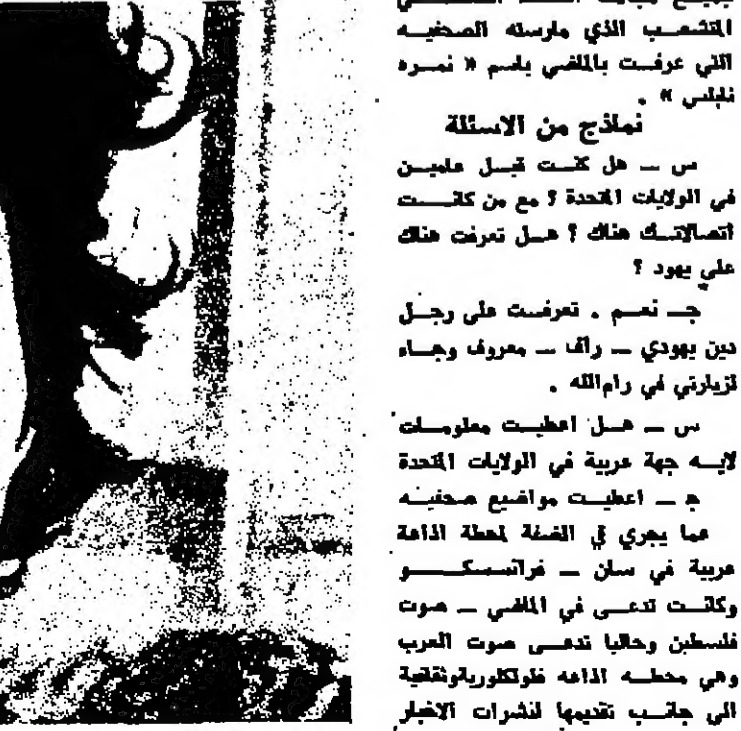 المتشعب الذي مارسته الصحفيه
التي عرفت بالماضي باسم « نمره
نابلسي » .
نماذج من الاسئلة
س ـ هل كنت قبل عامين
في الولايات المتحدة ؟ مع من كانت
اتصالاتك هناك ؟ هل تعرفت هناك
على يهود ؟
جـ نعم . تعرفت على رجل
دين يهودي ـ راف ـ معروف وجاء
لزيارتي في رام الله .
س ـ هل اعطيت معلومات
لايه جهة عربية في الولايات المتحدة
ج ـ اعطيت مواضيع صحفيه
عما يجري في الضفة لمحطة اذاعة
عربية في سان ـ فرانسسكو
وكانت تدعى في الماضي ـ صوت
فلسطين وحاليا تدعى صوت العرب
وهي محطه اذاعه فلوكلوريةوثقافية
الى جانب تقديمها لنشرات الاخبار